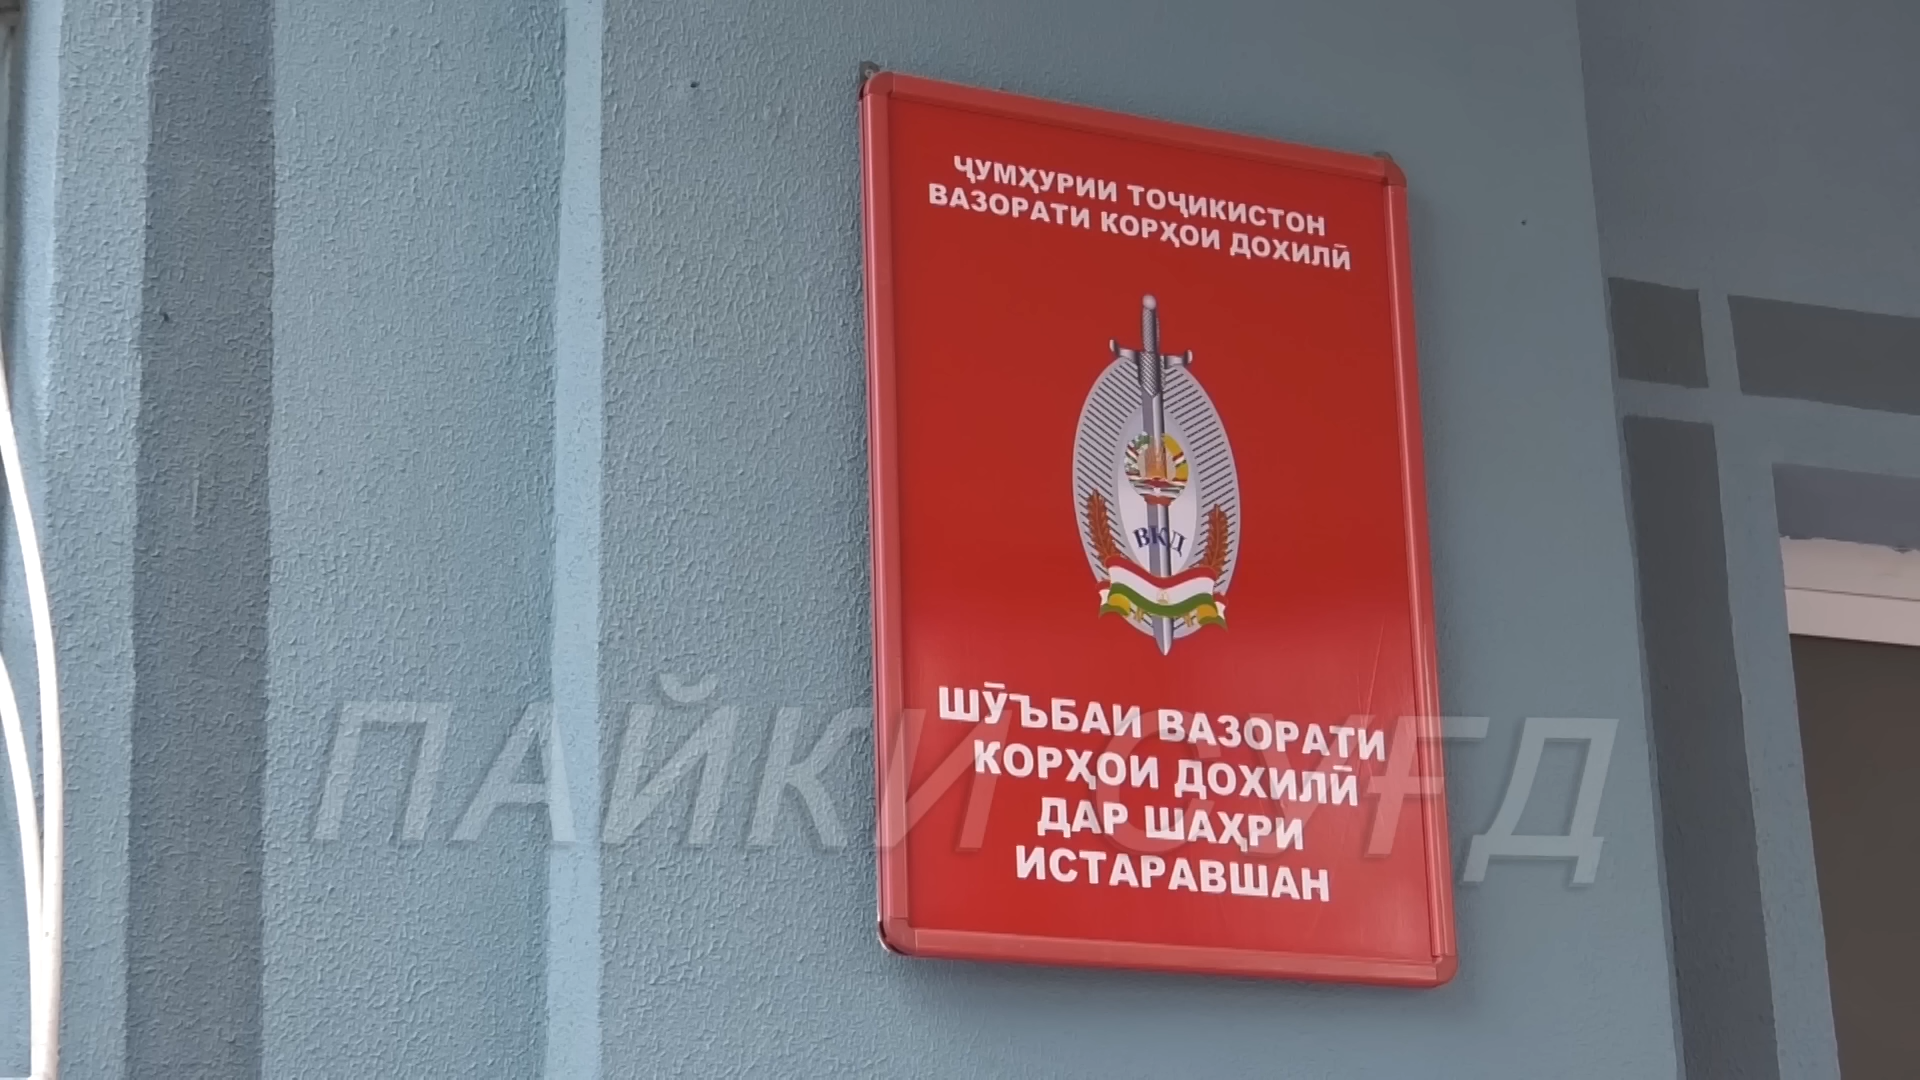 ҶУМҲУРИИ ТОҶИКИСТОН
ВАЗОРАТИ КОРҲОИ ДОХИЛӢ
ВКД
ШӮЪБАИ ВАЗОРАТИ
КОРҲОИ ДОХИЛӢ
ДАР ШАҲРИ
ИСТАРАВШАН
ПАЙКИ СУҒД